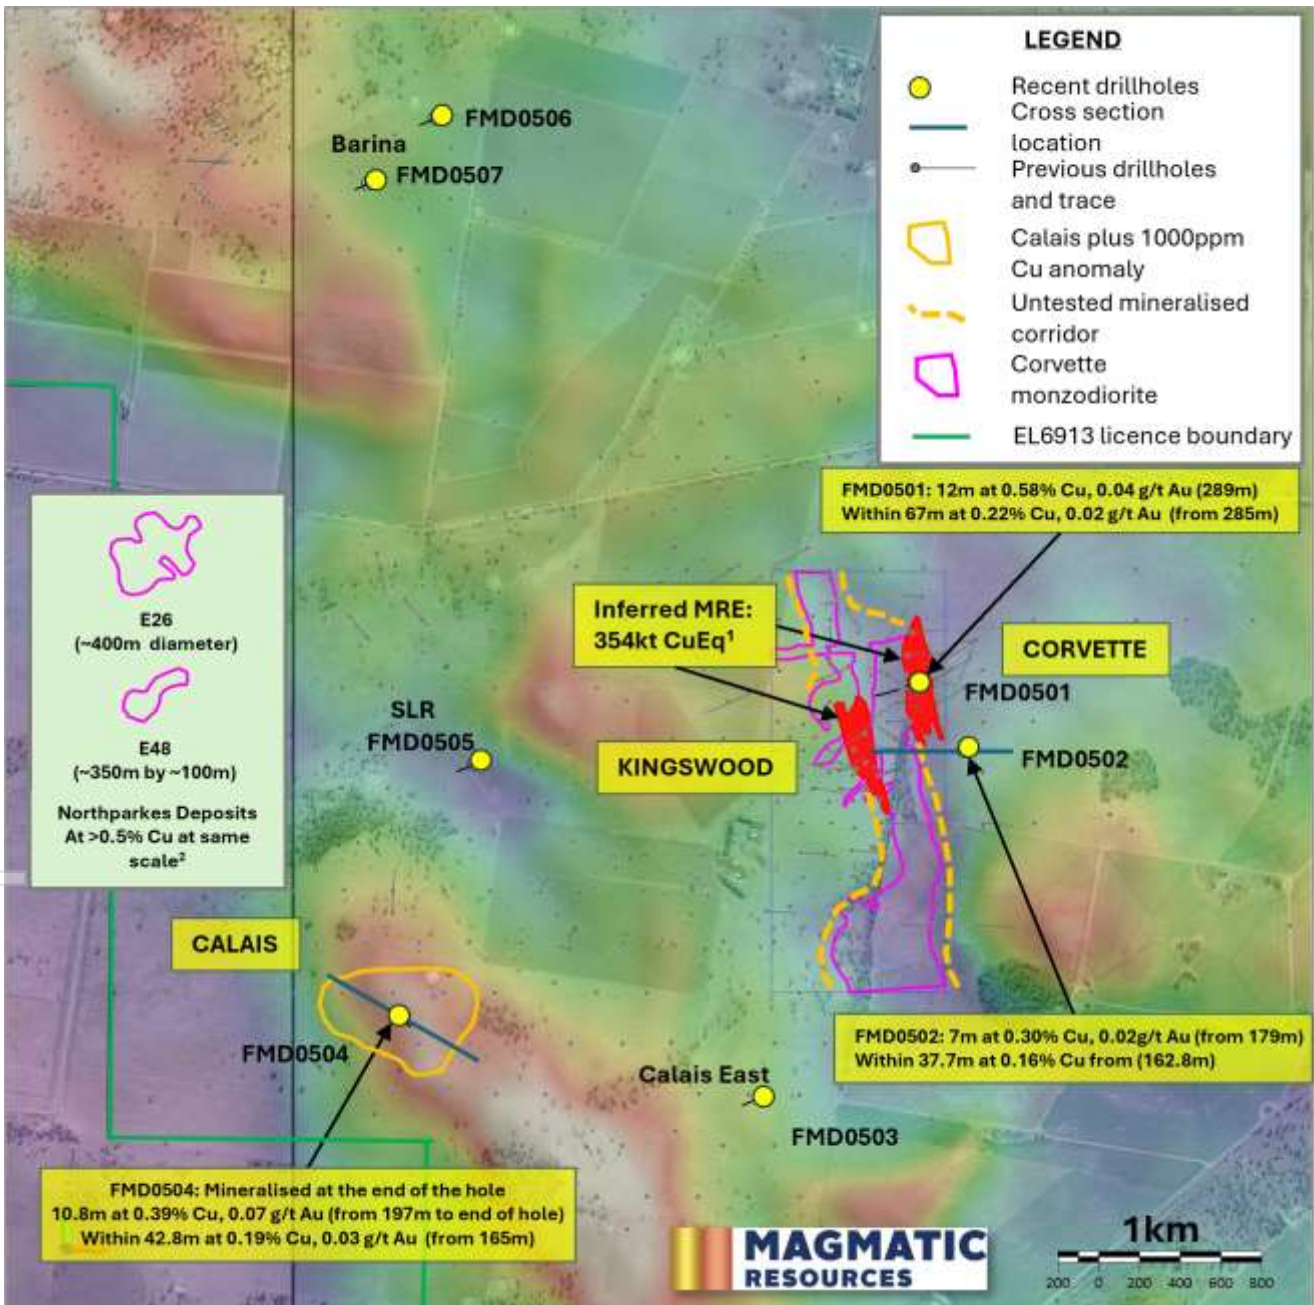 LEGEND
Recent drillholes
Cross section
location
Previous drillholes
and trace
Calais plus 1000ppm
Cu anomaly
Untested mineralised
corridor
Corvette
monzodiorite
EL6913 licence boundary
FMD0506
Barina
FMD0507
FMD0501: 12m at 0.58% Cu, 0.04 g/t Au (289m)
Within 67m at 0.22% Cu, 0.02 g/t Au (from 285m)
E26
(~400m diameter)
E48
(~350m by ~100m)
Northparkes Deposits
At >0.5% Cu at same
scale²
Inferred MRE:
354kt CuEq¹
CORVETTE
FMD0501
SLR
FMD0505
KINGSWOOD
FMD0502
CALAIS
FMD0504
FMD0502: 7m at 0.30% Cu, 0.02g/t Au (from 179m)
Within 37.7m at 0.16% Cu from (162.8m)
Calais East
FMD0503
FMD0504: Mineralised at the end of the hole
10.8m at 0.39% Cu, 0.07 g/t Au (from 197m to end of hole)
Within 42.8m at 0.19% Cu, 0.03 g/t Au (from 165m)
MAGMATIC
RESOURCES
1km
200 0 200 400 600 800